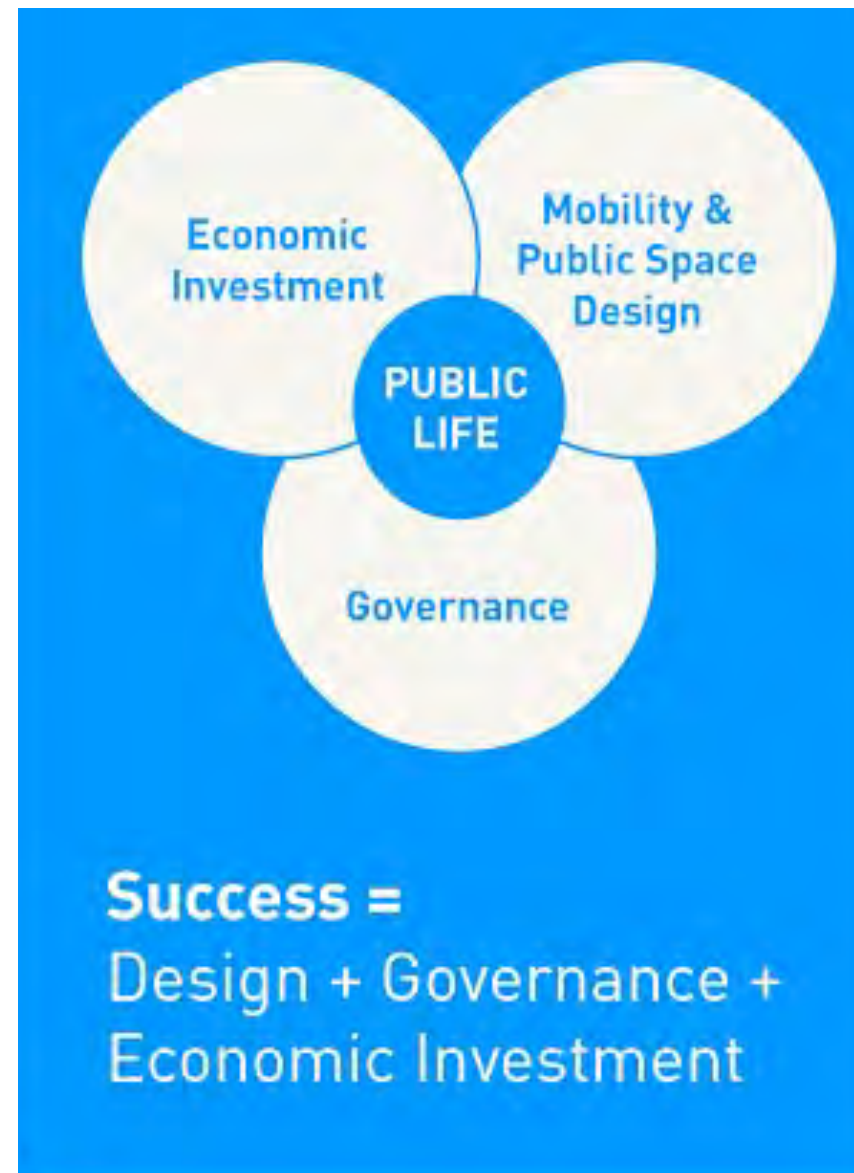 Economic
Investment
Mobility &
Public Space
Design
PUBLIC
LIFE
Governance
Success =
Design + Governance +
Economic Investment